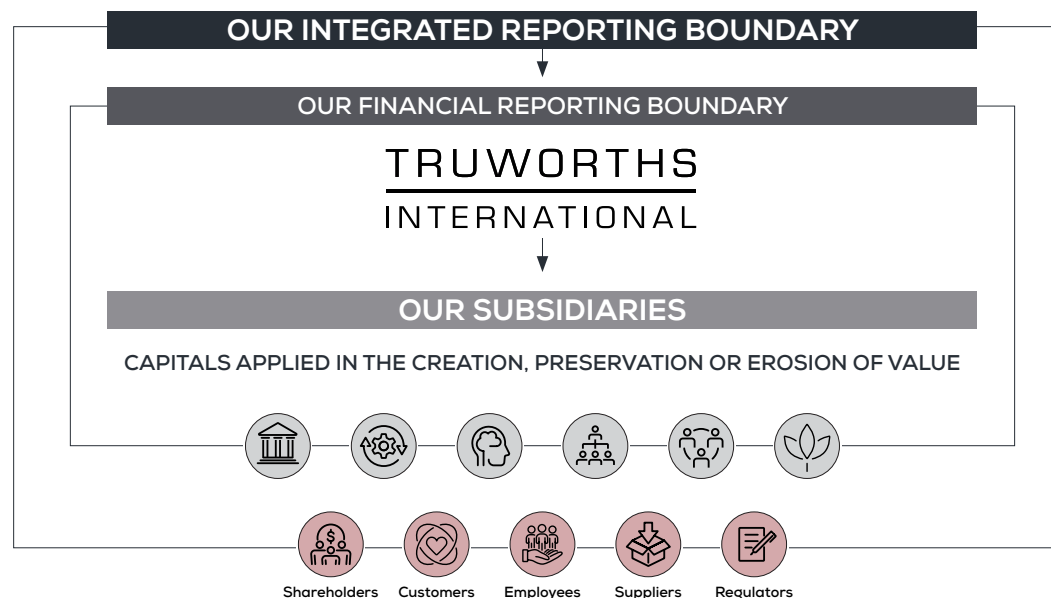 OUR INTEGRATED REPORTING BOUNDARY
OUR FINANCIAL REPORTING BOUNDARY
TRUWORTHS
INTERNATIONAL
OUR SUBSIDIARIES
CAPITALS APPLIED IN THE CREATION, PRESERVATION OR EROSION OF VALUE
$
Shareholders Customers Employees Suppliers Regulators